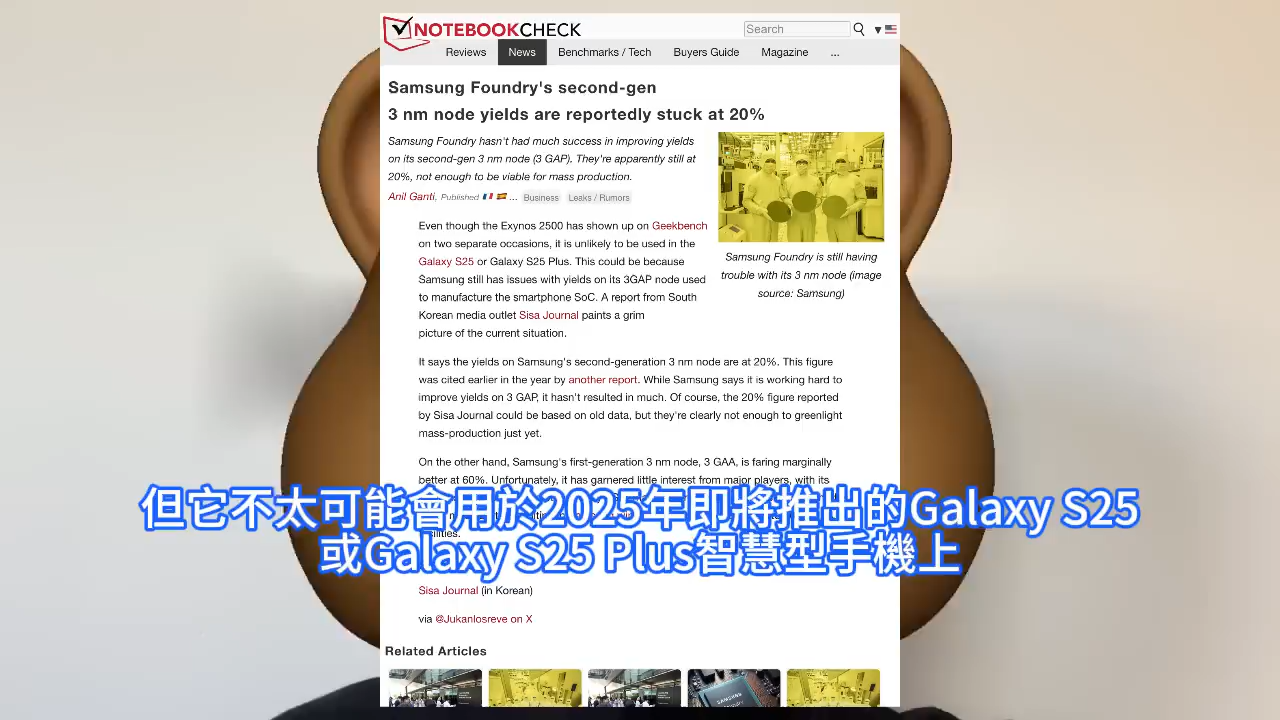 NOTEBOOKCHECK
Search
Reviews News Benchmarks / Tech Buyers Guide Magazine ...
Samsung Foundry's second-gen
3 nm node yields are reportedly stuck at 20%
Samsung Foundry hasn't had much success in improving yields
on its second-gen 3 nm node (3 GAP). They're apparently still at
20%, not enough to be viable for mass production.
Anil Ganti, Published ... Business Leaks / Rumors
Even though the Exynos 2500 has shown up on Geekbench
on two separate occasions, it is unlikely to be used in the
Galaxy S25 or Galaxy S25 Plus. This could be because
Samsung still has issues with yields on its 3GAP node used
to manufacture the smartphone SoC. A report from South
Korean media outlet Sisa Journal paints a grim
picture of the current situation.
Samsung Foundry is still having
trouble with its 3 nm node (image
source: Samsung)
It says the yields on Samsung's second-generation 3 nm node are at 20%. This figure
was cited earlier in the year by another report. While Samsung says it is working hard to
improve yields on 3 GAP, it hasn't resulted in much. Of course, the 20% figure reported
by Sisa Journal could be based on old data, but they're clearly not enough to greenlight
mass-production just yet.
On the other hand, Samsung's first-generation 3 nm node, 3 GAA, is faring marginally
better at 60%. Unfortunately, it has garnered little interest from major players, with its
但它不太可能會用於2025年即將推出的Galaxy S25
或Galaxy S25 Plus智慧型手機上
Sisa Journal (in Korean)
via @Jukanlosreve on X
Related Articles